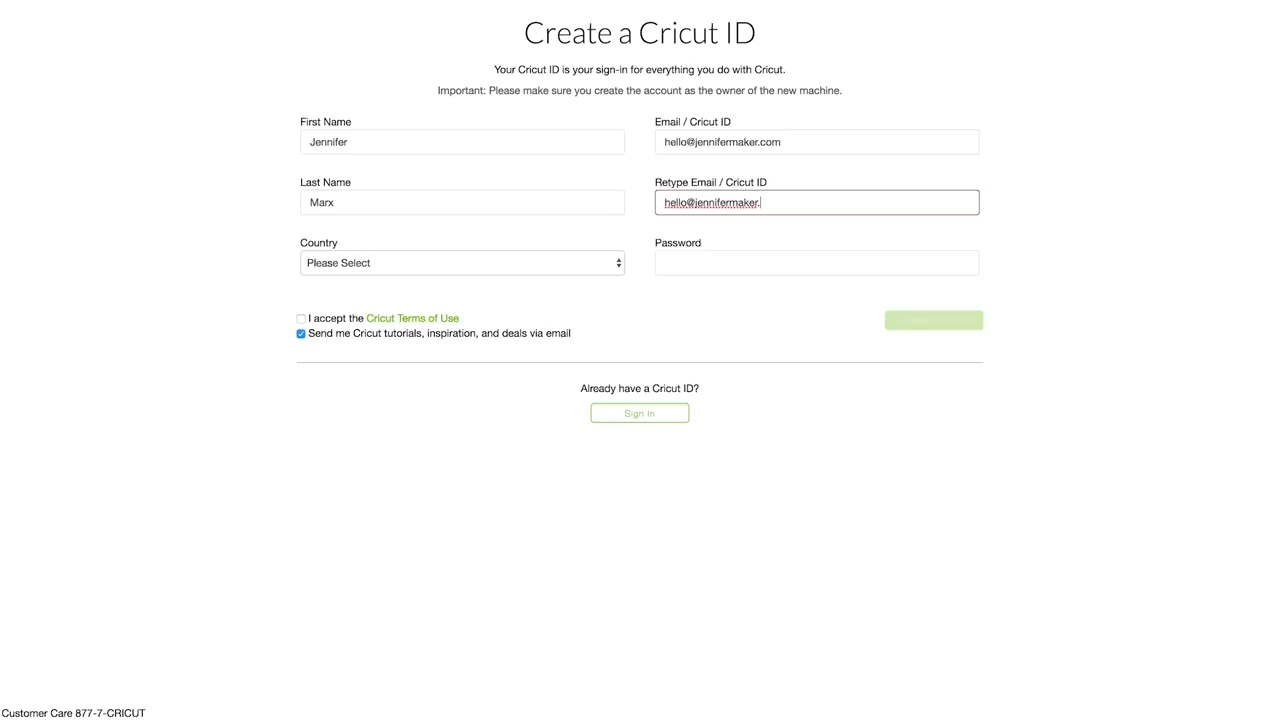 Create a Cricut ID
Your Cricut ID is your sign-in for everything you do with Cricut.
Important: Please make sure you create the account as the owner of the new machine.
First Name
Jennifer
Email / Cricut ID
hello@jennifermaker.com
Last Name
Marx
Retype Email / Cricut ID
hello@jennifermaker.
Country
Please Select
Password
I accept the Cricut Terms of Use
Send me Cricut tutorials, inspiration, and deals via email
Already have a Cricut ID?
Sign In
Customer Care 877-7-CRICUT